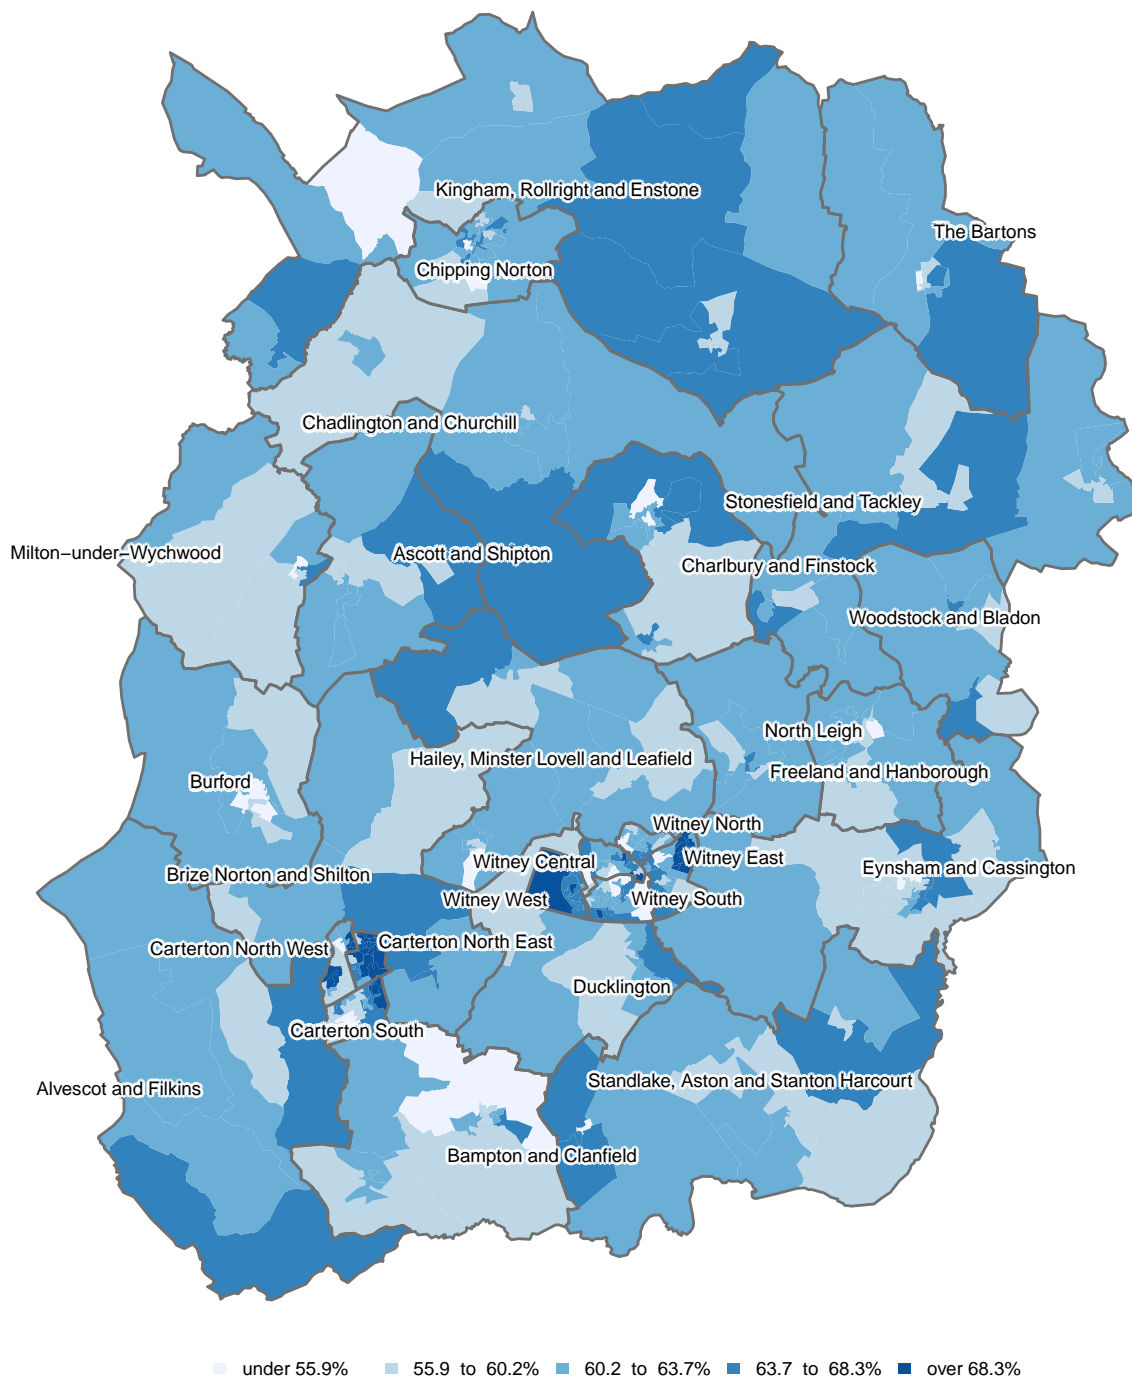 Kingham, Rollright and Enstone
The Bartons
Chipping Norton
Chadlington and Churchill
Stonesfield and Tackley
Milton−under−Wychwood
Ascott and Shipton
Charlbury and Finstock
Woodstock and Bladon
North Leigh
Hailey, Minster Lovell and Leafield
Freeland and Hanborough
Burford
Witney North
Witney Central
Witney East
Brize Norton and Shilton
Eynsham and Cassington
Witney West
Witney South
Carterton North West
Carterton North East
Ducklington
Carterton South
Alvescot and Filkins
Standlake, Aston and Stanton Harcourt
Bampton and Clanfield
under 55.9%
55.9 to 60.2%
60.2 to 63.7%
63.7 to 68.3%
over 68.3%